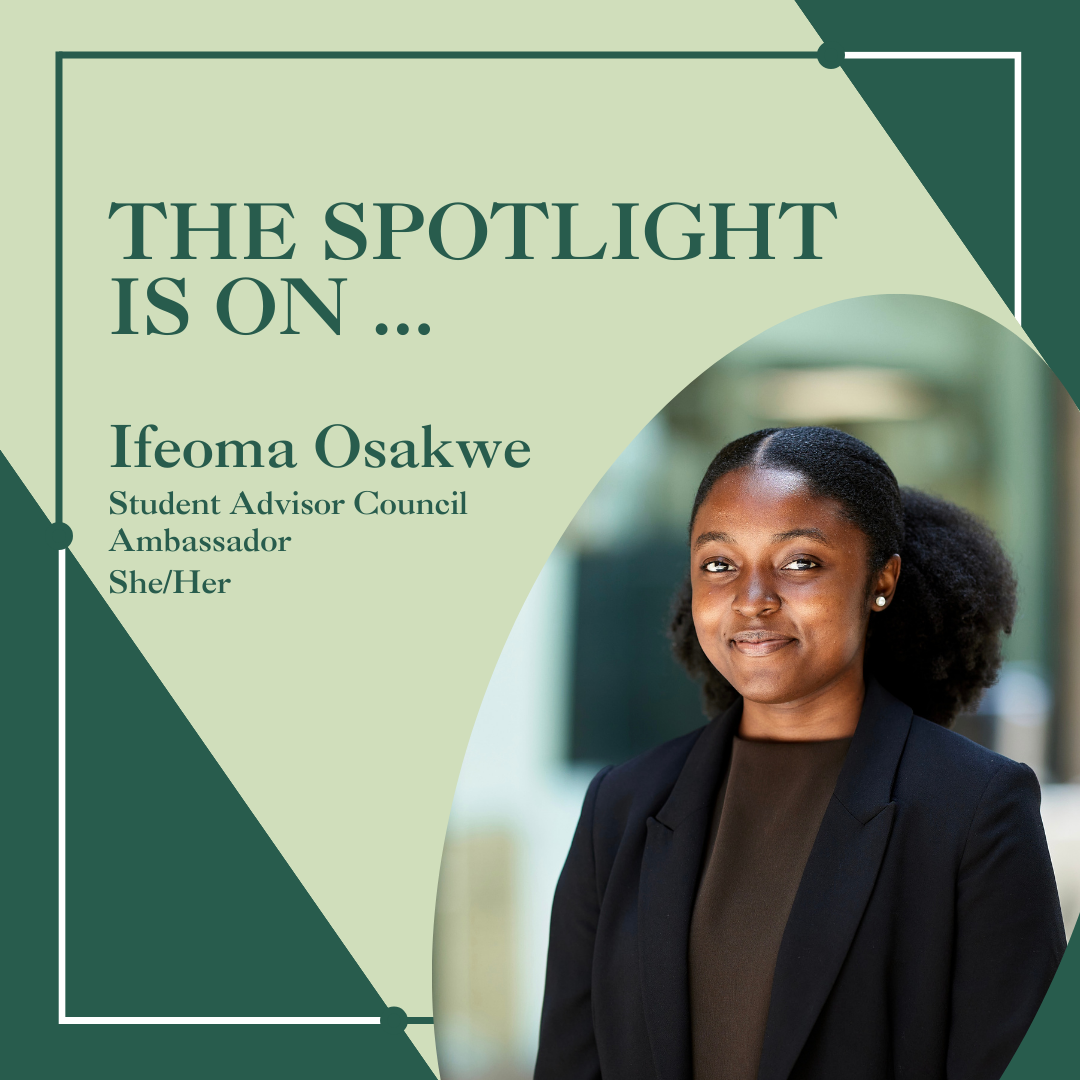 THE SPOTLIGHT
IS ON ...
Ifeoma Osakwe
Student Advisor Council
Ambassador
She/Her